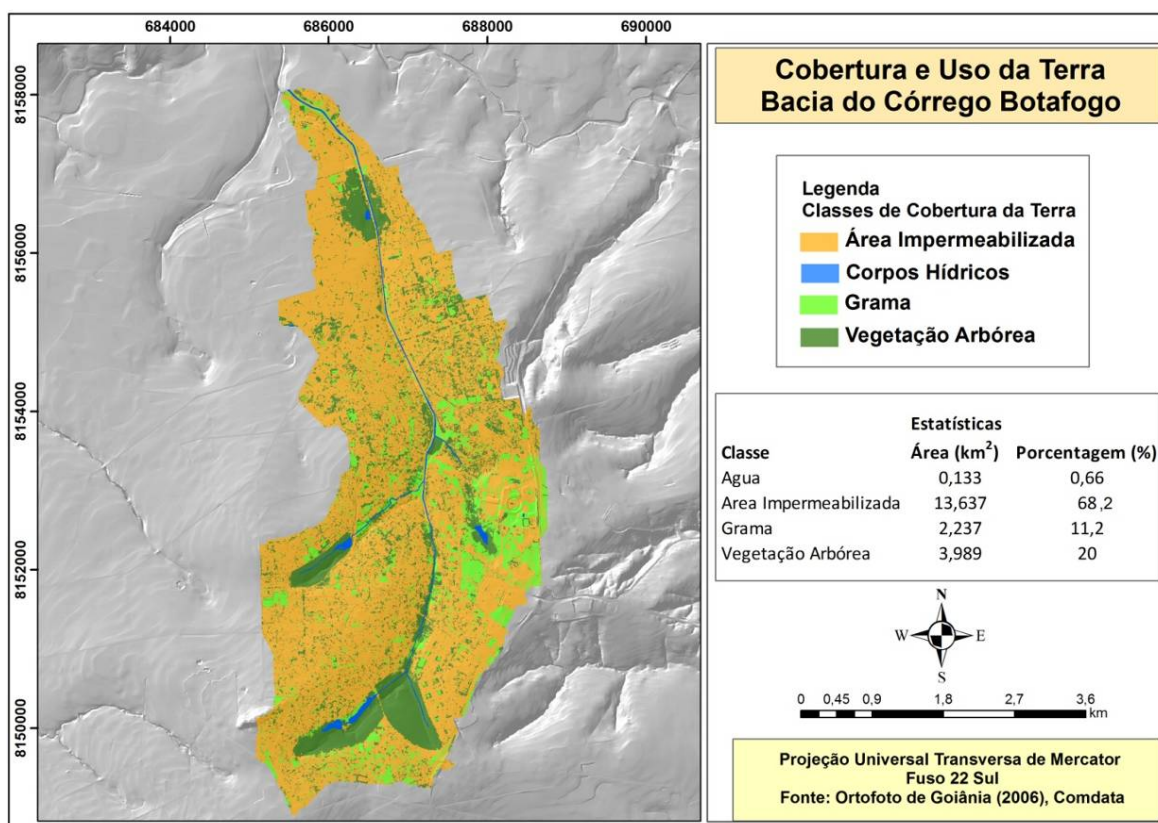 684000 686000 688000 690000
8158000
8156000
8154000
8152000
8150000
Cobertura e Uso da Terra
Bacia do Córrego Botafogo
Legenda
Classes de Cobertura da Terra
Área Impermeabilizada
Corpos Hídricos
Grama
Vegetação Arbórea
Estatísticas
Classe Área (km²) Porcentagem (%)
Agua 0,133 0,66
Area Impermeabilizada 13,637 68,2
Grama 2,237 11,2
Vegetação Arbórea 3,989 20
N
W E
S
0 0,45 0,9 1,8 2,7 3,6
km
Projeção Universal Transversa de Mercator
Fuso 22 Sul
Fonte: Ortofoto de Goiânia (2006), Comdata